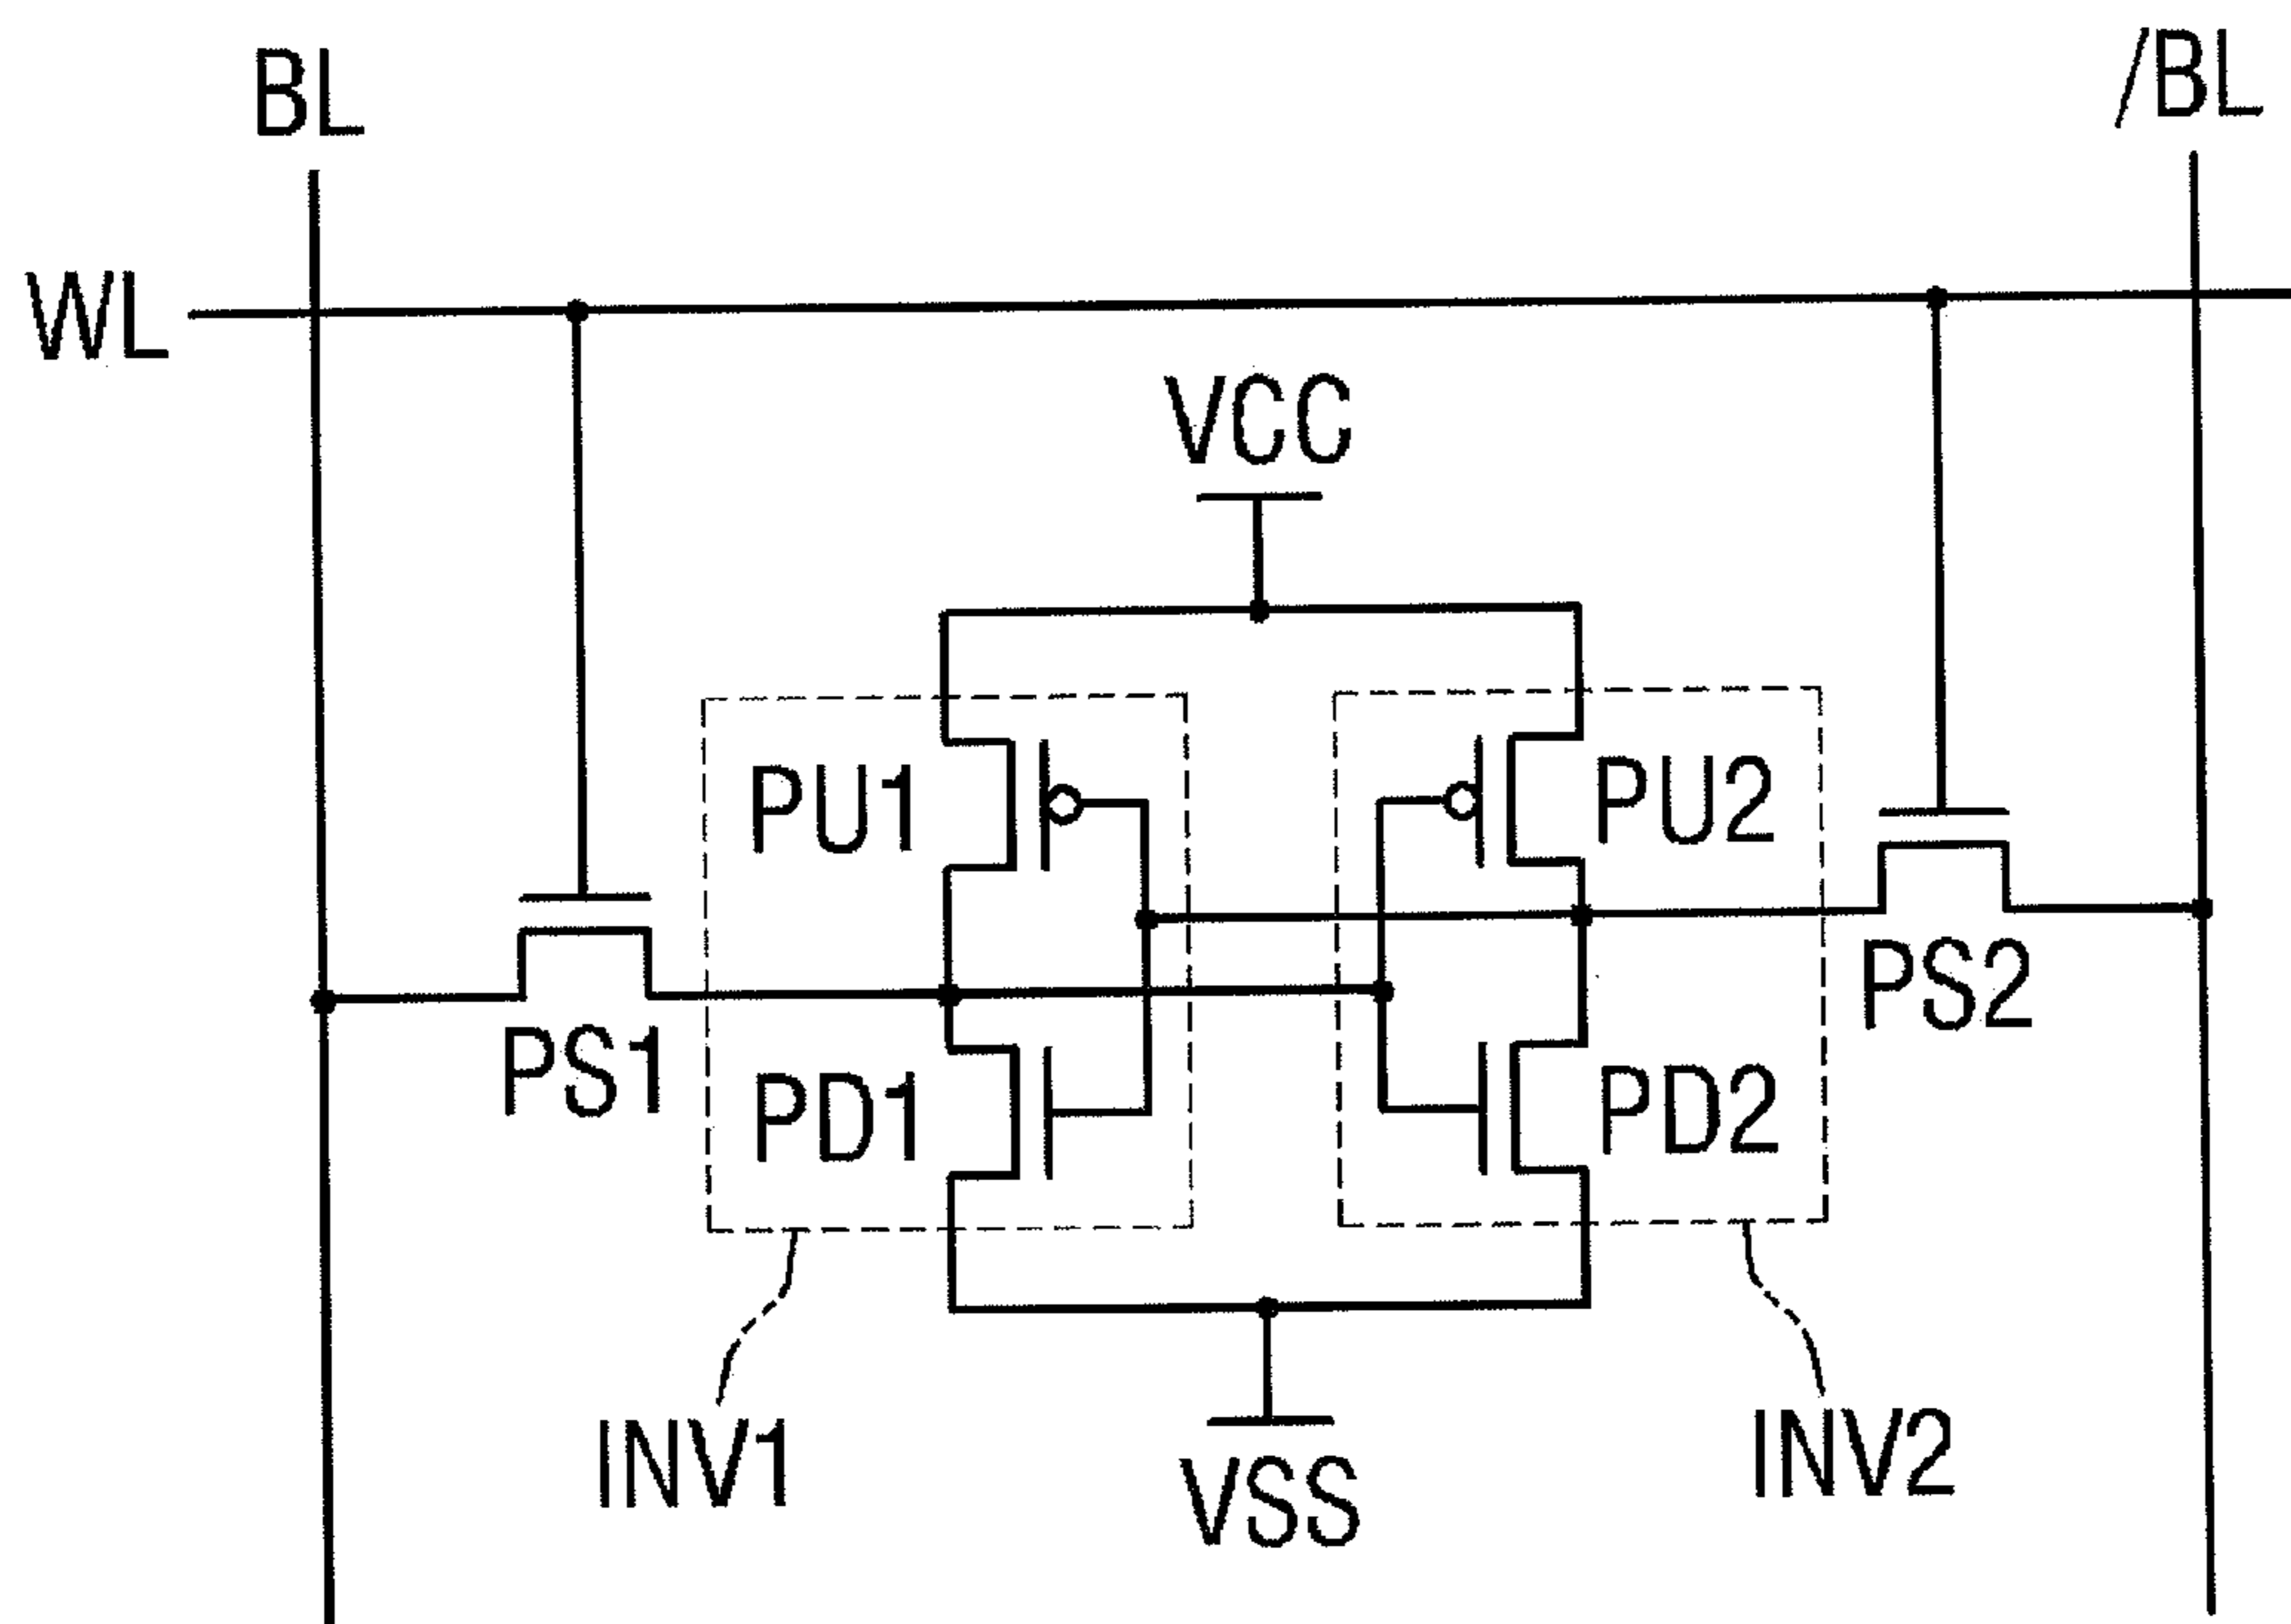 BL
/BL
WL
VCC
PU1
PU2
PS1
PS2
PD1
PD2
INV1
INV2
VSS